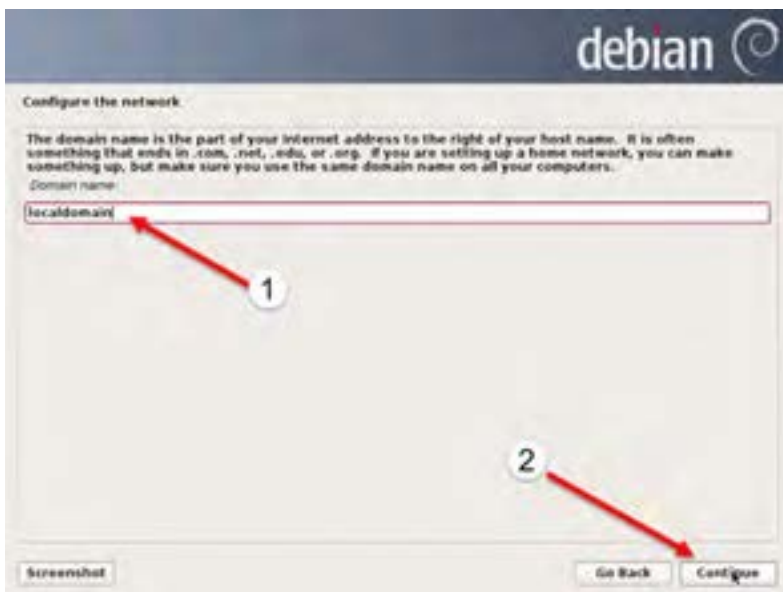 debian
Configure the network
The domain name is the part of your Internet address to the right of your host name. It is often
something that ends in .com, .net, .edu, or .org. If you are setting up a home network, you can make
something up, but make sure you use the same domain name on all your computers.
Domain name:
localdomain
1
2
Screenshot
Go Back
Continue